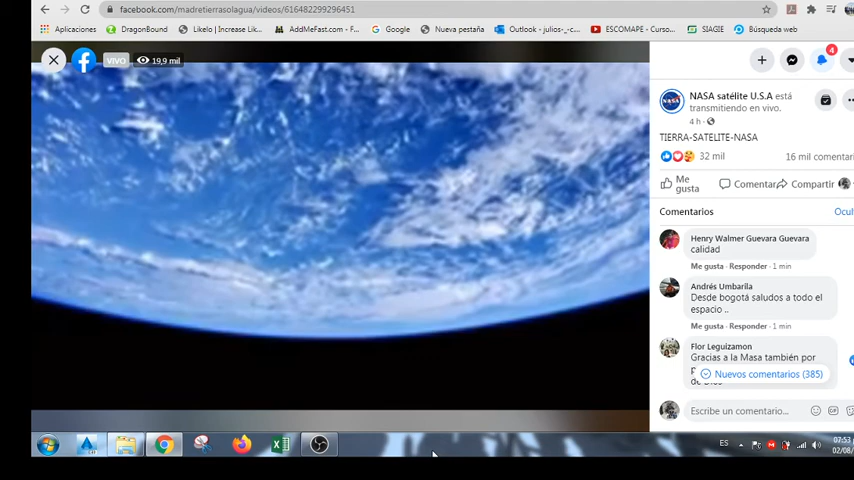 facebook.com/madretierrasolagua/videos/616482299296451
Aplicaciones DragonBound Likelo | Increase Lik... AddMeFast.com - F... Google Nueva pestaña Outlook - julios-_-c... ESCOMAPE - Curso... SIAGIE Búsqueda web
VIVO 19,9 mil
4
NASA satélite U.S.A está
transmitiendo en vivo.
4 h
TIERRA-SATELITE-NASA
32 mil 16 mil comentari
Me gusta Comentar Compartir
Comentarios Ocul
Henry Walmer Guevara Guevara
calidad
Me gusta · Responder · 1 min
Andrés Umbarila
Desde bogotá saludos a todo el
espacio ..
Me gusta · Responder · 1 min
Flor Leguizamon
Gracias a la Masa también por
Nuevos comentarios (385)
Escribe un comentario...
GIF
ES
07:53
02/08/